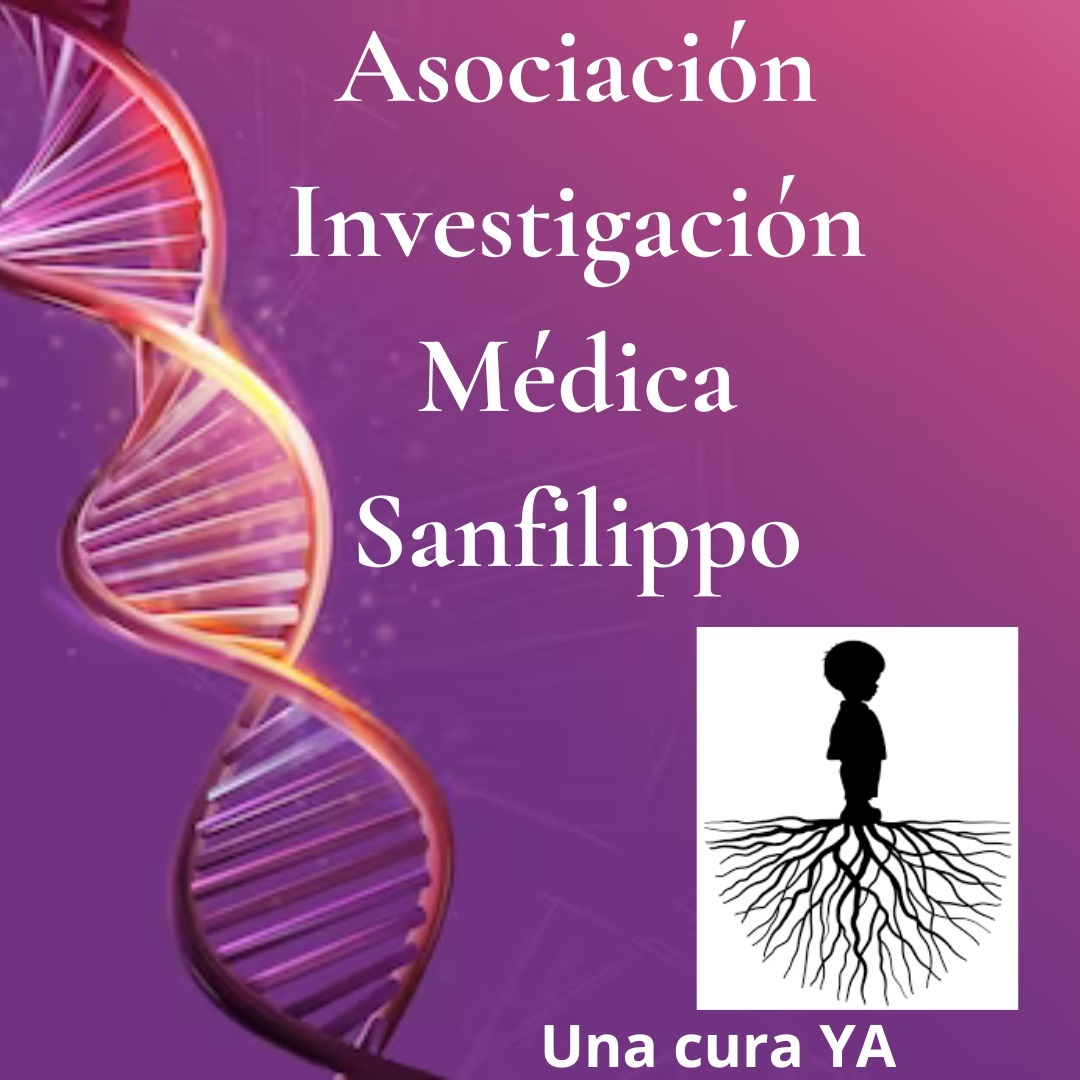 Asociación
Investigación
Médica
Sanfilippo
Una cura YA